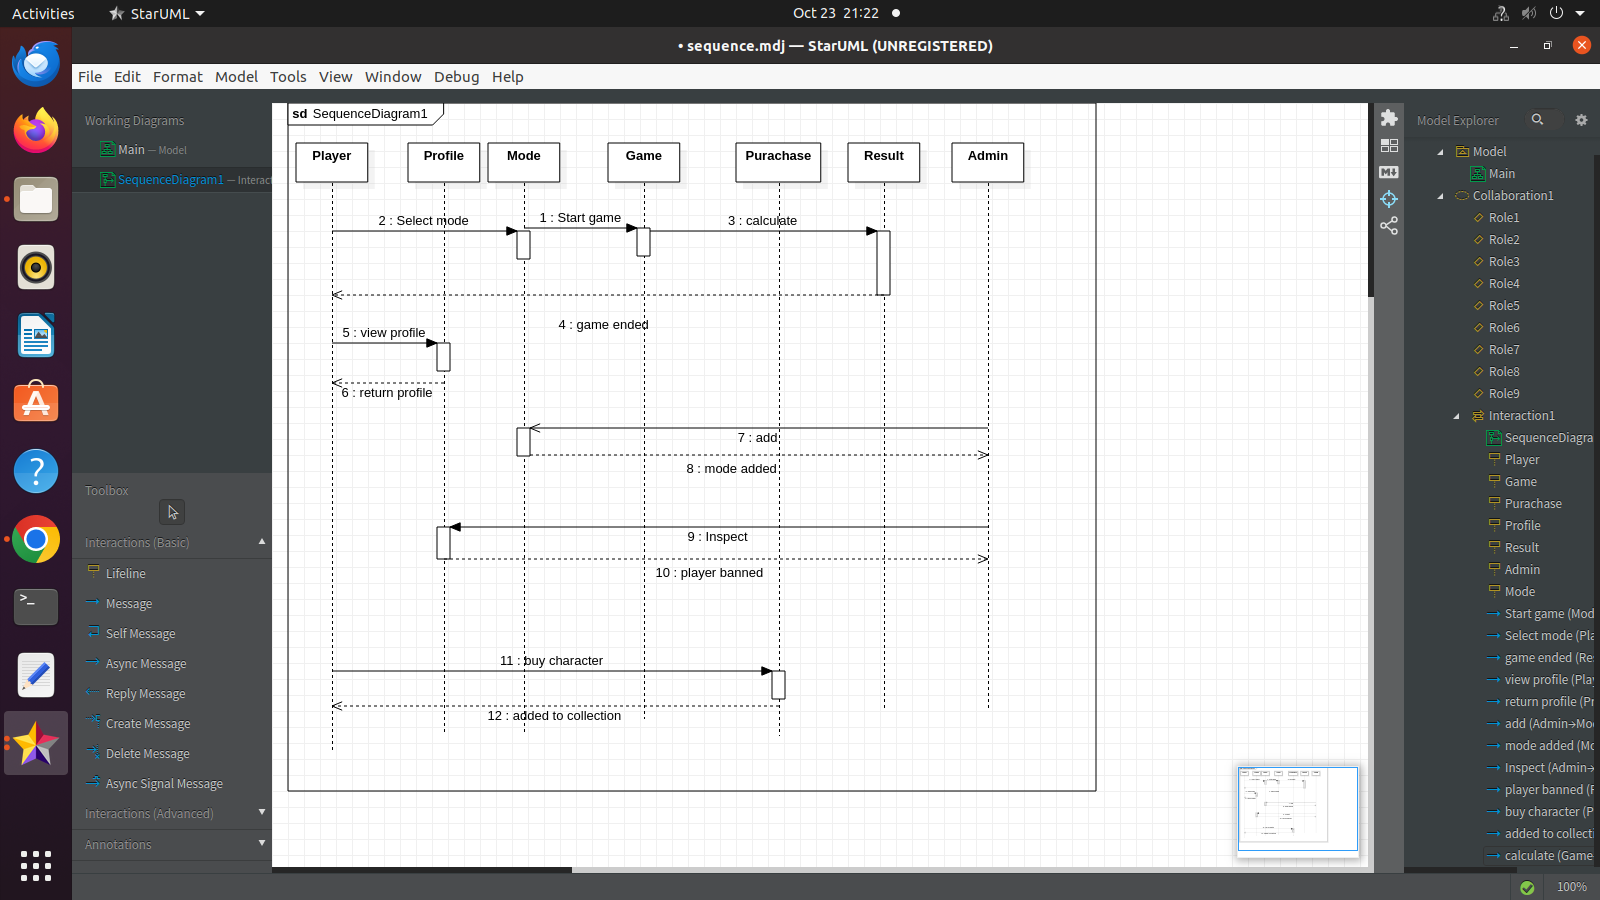 Activities
StarUML
Oct 23 21:22
• sequence.mdj — StarUML (UNREGISTERED)
File Edit Format Model Tools View Window Debug Help
Working Diagrams
Main — Model
SequenceDiagram1 — Interact
Toolbox
Interactions (Basic)
Lifeline
Message
Self Message
Async Message
Reply Message
Create Message
Delete Message
Async Signal Message
Interactions (Advanced)
Annotations
sd SequenceDiagram1
Player Profile Mode Game Purachase Result Admin
2 : Select mode
1 : Start game
3 : calculate
4 : game ended
5 : view profile
6 : return profile
7 : add
8 : mode added
9 : Inspect
10 : player banned
11 : buy character
12 : added to collection
Model Explorer
Model
Main
Collaboration1
Role1
Role2
Role3
Role4
Role5
Role6
Role7
Role8
Role9
Interaction1
SequenceDiagra
Player
Game
Purachase
Profile
Result
Admin
Mode
Start game (Mod
Select mode (Pla
game ended (Re
view profile (Play
return profile (Pr
add (Admin→Mo
mode added (Mo
Inspect (Admin→
player banned (P
buy character (P
added to collecti
calculate (Game
100%